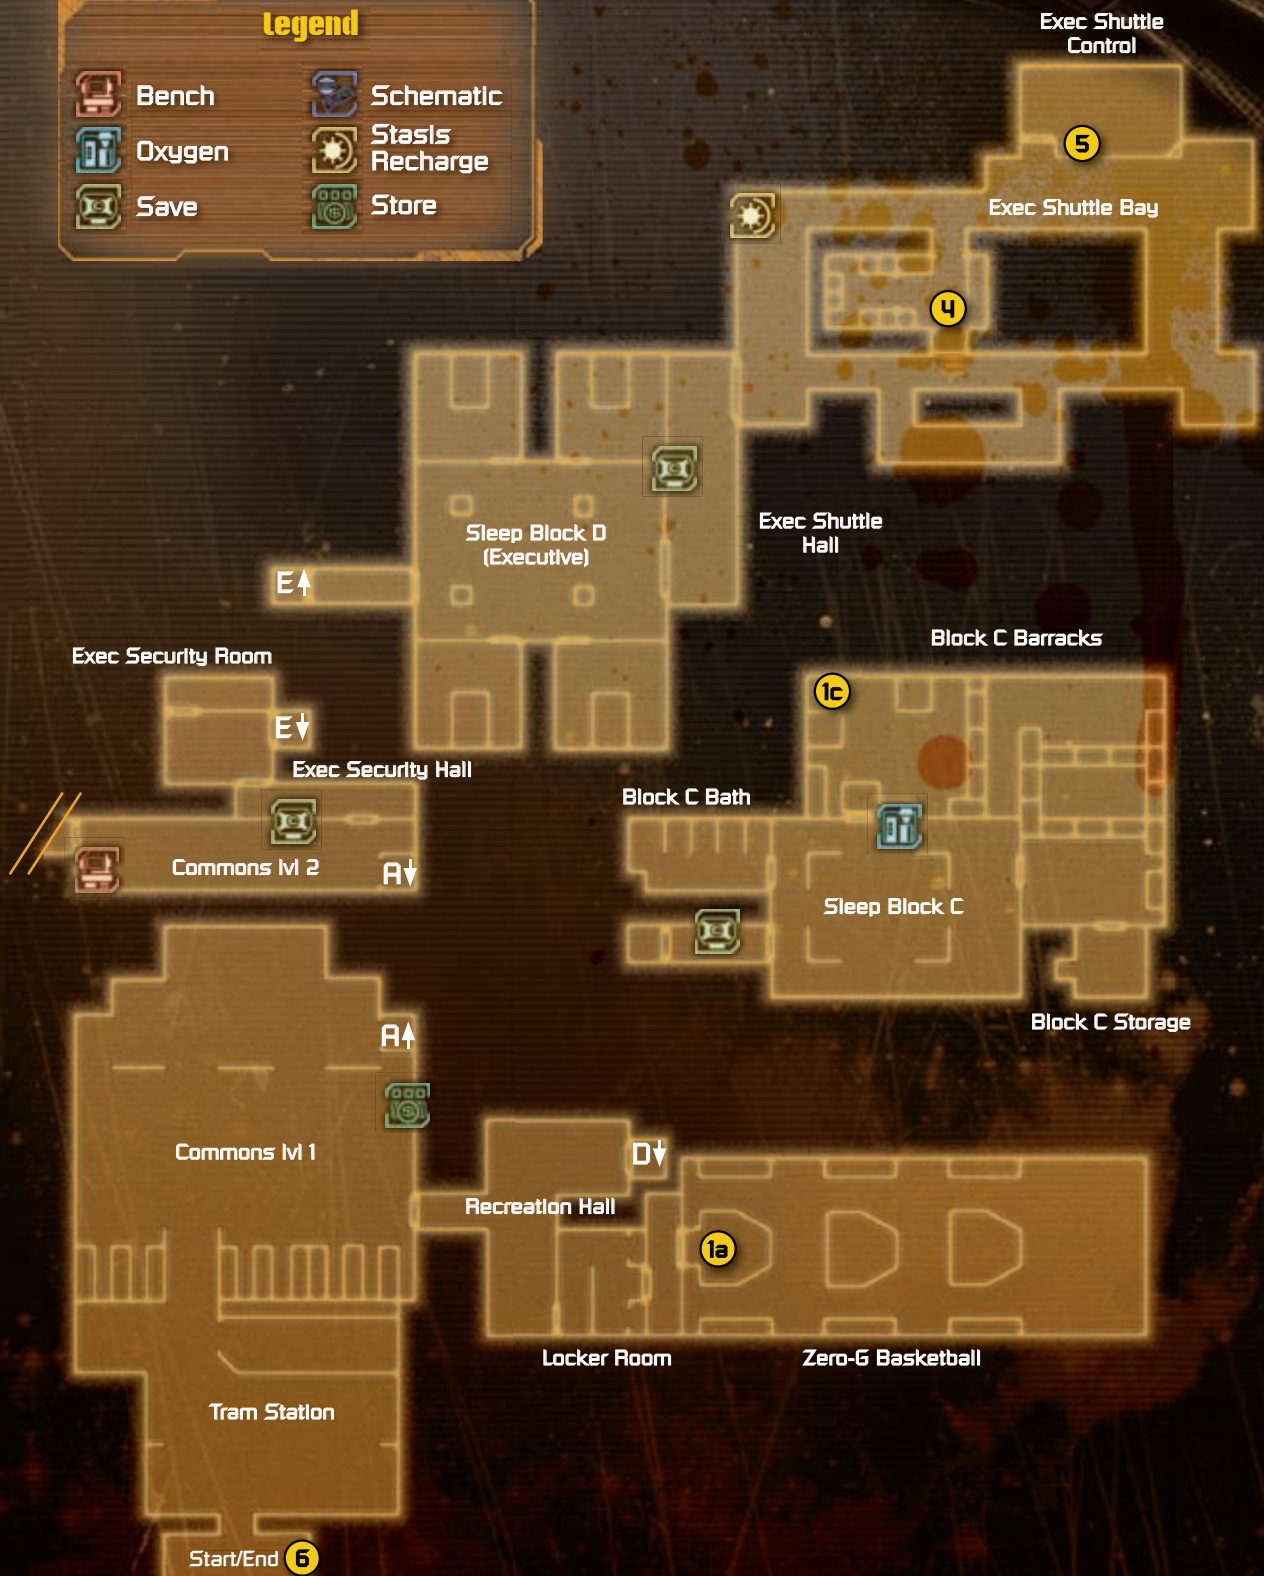 Legend
Bench
Schematic
Oxygen
Stasis
Recharge
Save
Store
Exec Shuttle
Control
5
Exec Shuttle Bay
4
Sleep Block D
(Executive)
Exec Shuttle
Hall
E
Exec Security Room
E
Exec Security Hall
Commons lvl 2
A
Block C Barracks
1c
Block C Bath
Sleep Block C
Block C Storage
A
Commons lvl 1
D
Recreation Hall
1a
Locker Room
Zero-G Basketball
Tram Station
Start/End
6